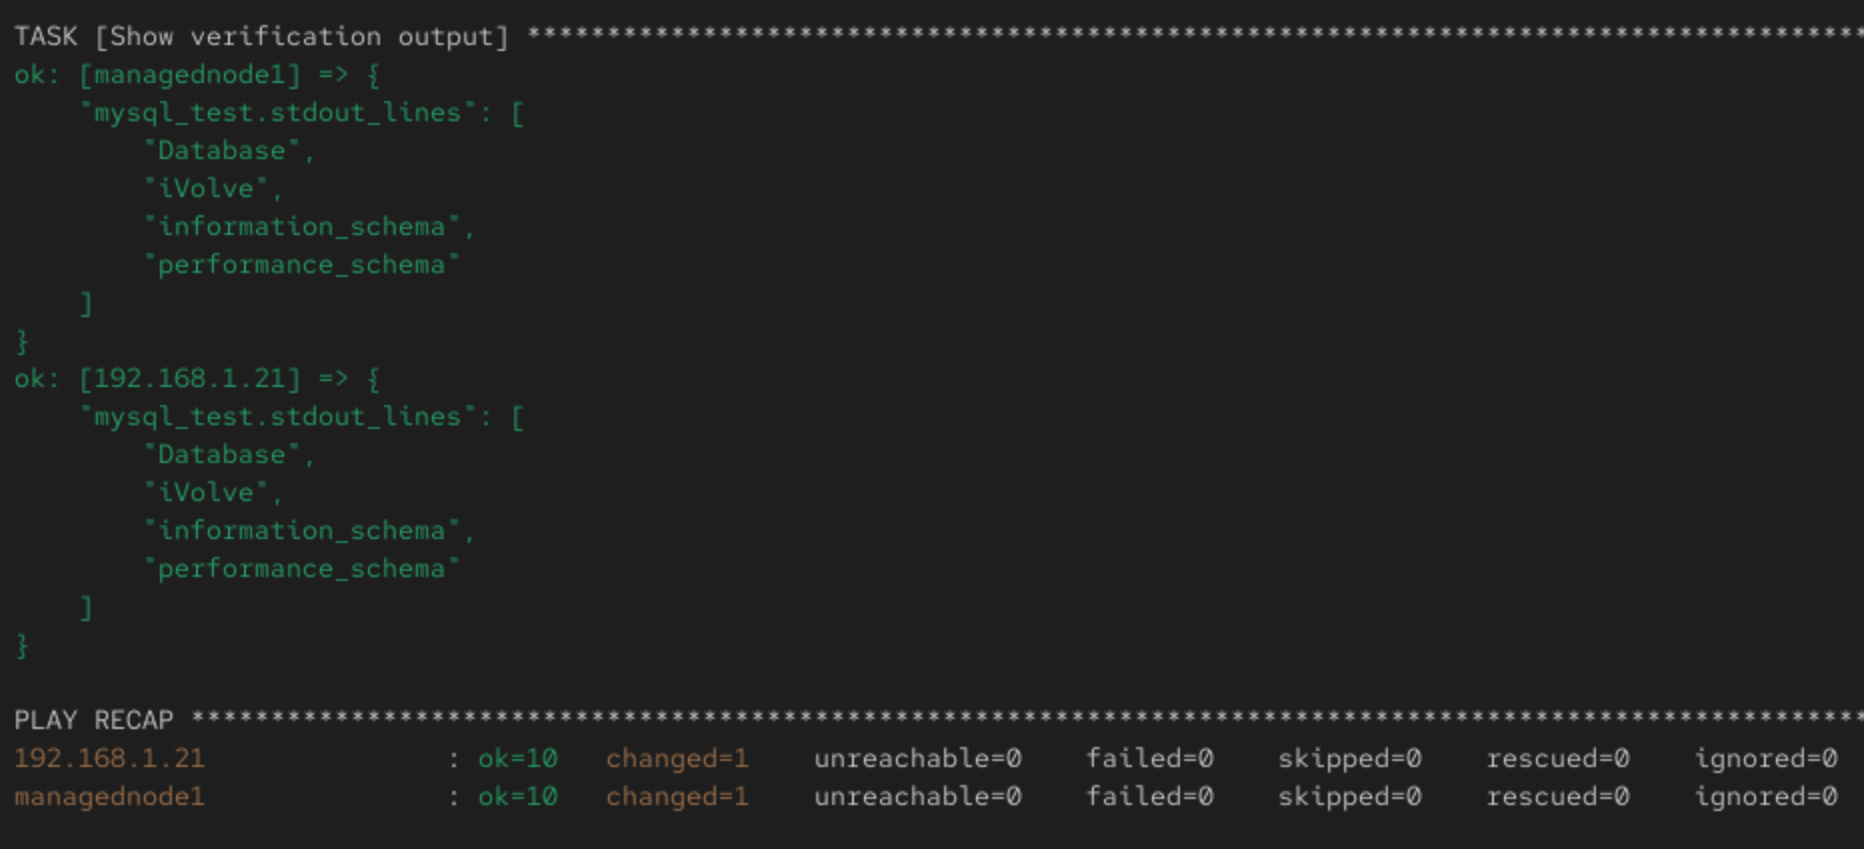 TASK [Show verification output] ***********************************************************************************
ok: [managednode1] => {
    "mysql_test.stdout_lines": [
        "Database",
        "iVolve",
        "information_schema",
        "performance_schema"
    ]
}
ok: [192.168.1.21] => {
    "mysql_test.stdout_lines": [
        "Database",
        "iVolve",
        "information_schema",
        "performance_schema"
    ]
}
PLAY RECAP ********************************************************************************************************
192.168.1.21               : ok=10   changed=1    unreachable=0    failed=0    skipped=0    rescued=0    ignored=0
managednode1               : ok=10   changed=1    unreachable=0    failed=0    skipped=0    rescued=0    ignored=0